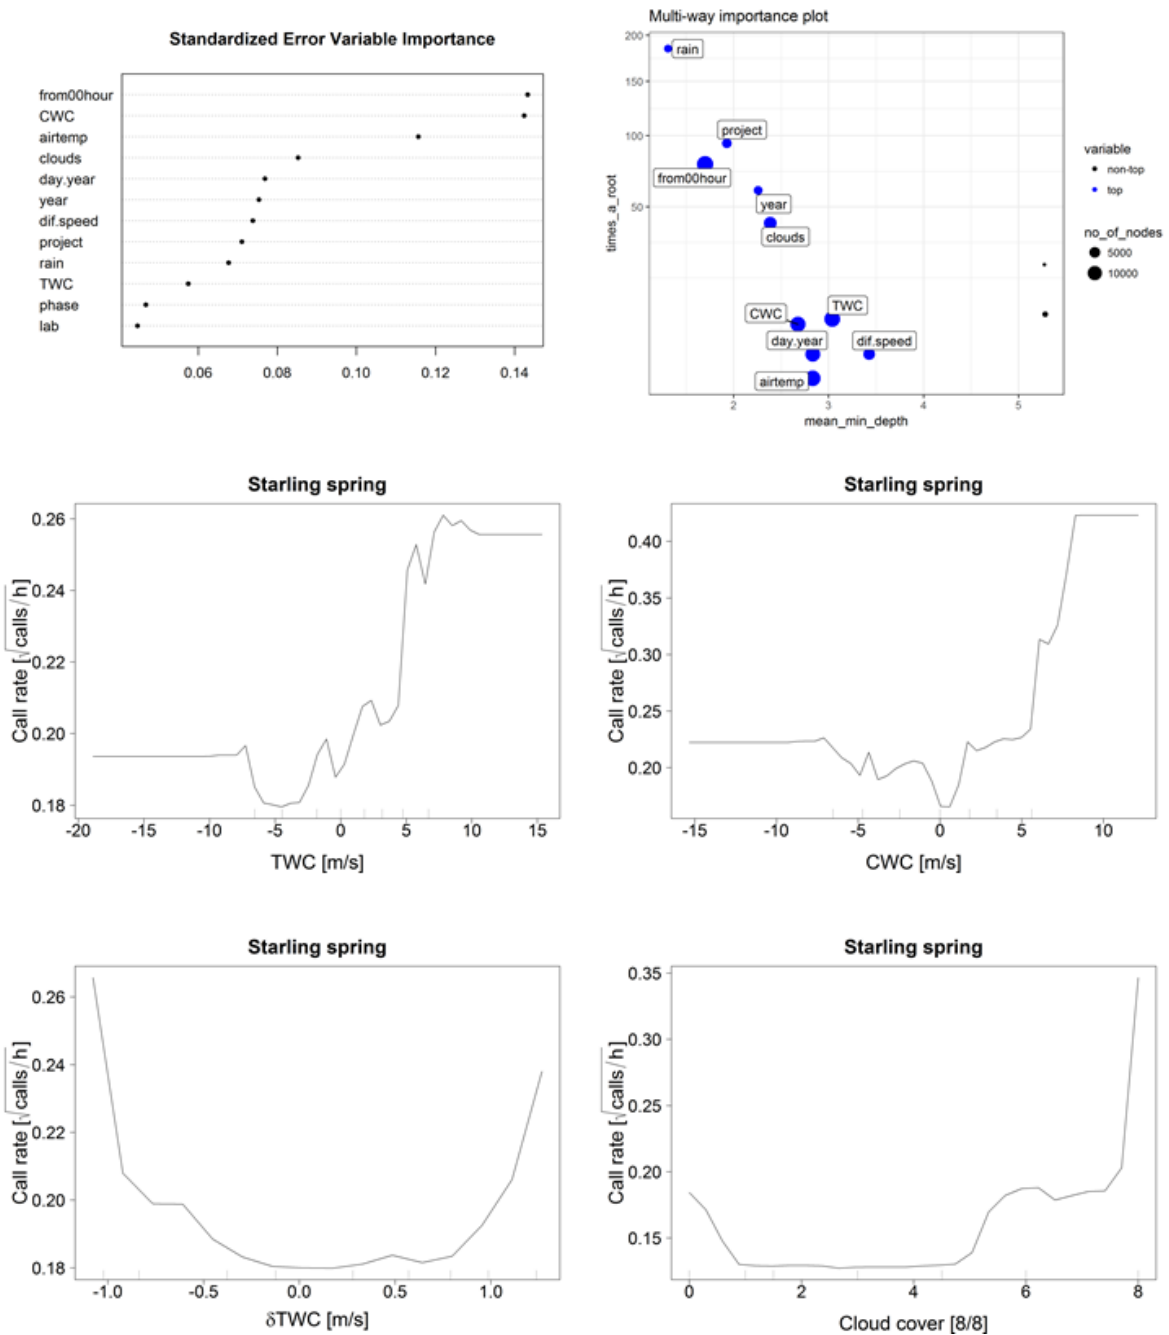 Standardized Error Variable Importance
from00hour
CWC
airtemp
clouds
day.year
year
dif.speed
project
rain
TWC
phase
lab
0.06 0.08 0.10 0.12 0.14
Multi-way importance plot
200
150
100
50
times_a_root
rain
project
from00hour
year
clouds
CWC
TWC
day.year
dif.speed
airtemp
2 3 4 5
mean_min_depth
variable
non-top
top
no_of_nodes
5000
10000
Starling spring
0.26
0.24
0.22
0.20
0.18
Call rate [√calls/h]
-20 -15 -10 -5 0 5 10 15
TWC [m/s]
Starling spring
0.40
0.35
0.30
0.25
0.20
Call rate [√calls/h]
-15 -10 -5 0 5 10
CWC [m/s]
Starling spring
0.26
0.24
0.22
0.20
0.18
Call rate [√calls/h]
-1.0 -0.5 0.0 0.5 1.0
δTWC [m/s]
Starling spring
0.35
0.30
0.25
0.20
0.15
Call rate [√calls/h]
0 2 4 6 8
Cloud cover [8/8]